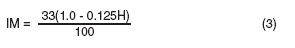 IM = 33(1.0 - 0.125H) / 100 (3)